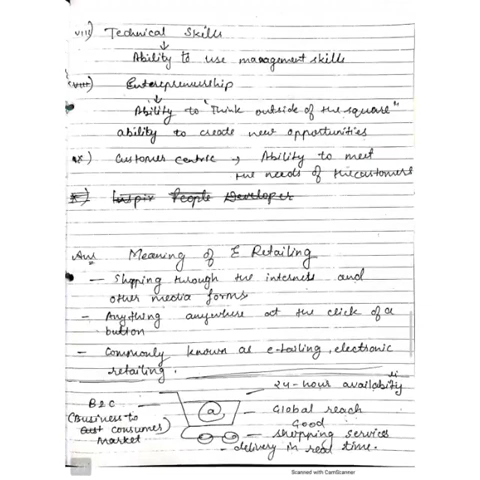 viii) Technical Skills
↓
Ability to use management skills
(viii) Enterepreneurship
↓
Ability to "Think outside of the square"
ability to create new opportunities
ix) Customer centric → Ability to meet
the needs of the customers
x) Inspir People Developer
Ans Meaning of E Retailing
— Shopping through the internet and
other media forms
— Anything anywhere at the click of a
button
— Commonly known as e-tailing, electronic
retailing.
24-hour availability
B2C
(Business to
consumer)
Market
@
Global reach
Good
shopping services
- delivery in real time.
Scanned with CamScanner